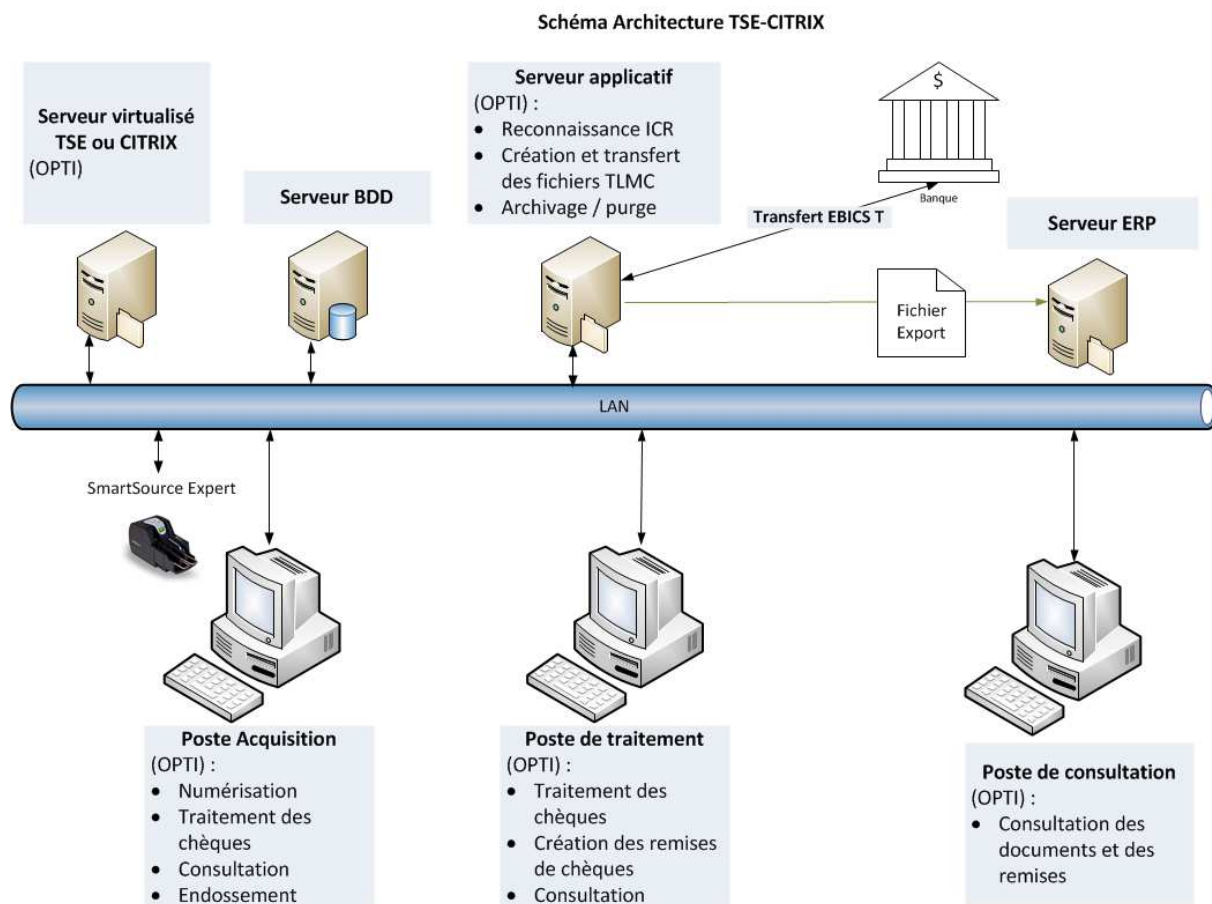 Schéma Architecture TSE-CITRIX
Serveur virtualisé
TSE ou CITRIX
(OPTI)
Serveur BDD
Serveur applicatif
(OPTI) :
• Reconnaissance ICR
• Création et transfert
des fichiers TLMC
• Archivage / purge
$
Banque
Transfert EBICS T
Serveur ERP
Fichier
Export
LAN
SmartSource Expert
Poste Acquisition
(OPTI) :
• Numérisation
• Traitement des
chèques
• Consultation
• Endossement
Poste de traitement
(OPTI) :
• Traitement des
chèques
• Création des remises
de chèques
• Consultation
Poste de consultation
(OPTI) :
• Consultation des
documents et des
remises